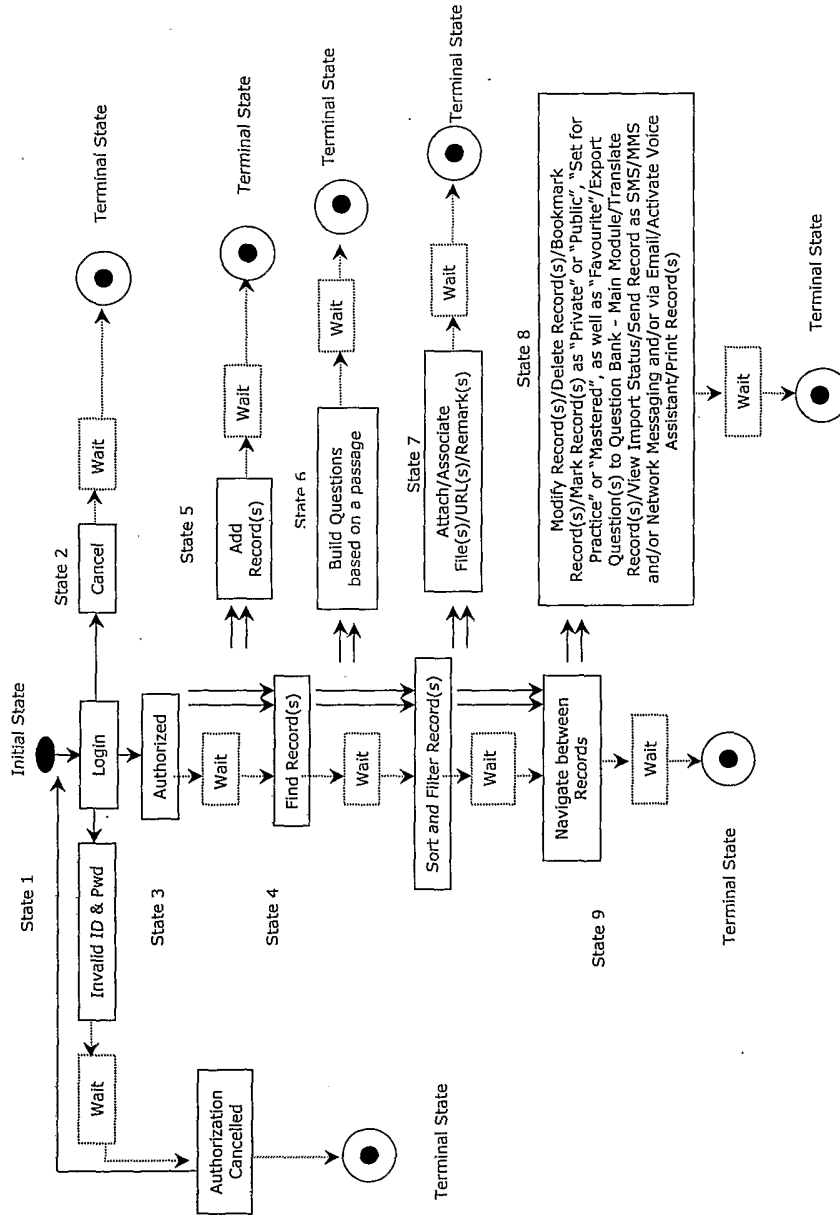 Initial State
State 1
Login
State 2
Cancel
Wait
Terminal State
Invalid ID & Pwd
Wait
Authorization
Cancelled
Terminal State
State 3
Authorized
Wait
State 4
Find Record(s)
Wait
Sort and Filter Record(s)
Wait
Navigate between
Records
State 9
Wait
Terminal State
State 5
Add
Record(s)
Wait
Terminal State
State 6
Build Questions
based on a passage
Wait
Terminal State
State 7
Attach/Associate
File(s)/URL(s)/Remark(s)
Wait
Terminal State
State 8
Modify Record(s)/Delete Record(s)/Bookmark
Record(s)/Mark Record(s) as “Private” or “Public”, “Set for
Practice” or “Mastered”, as well as “Favourite”/Export
Question(s) to Question Bank - Main Module/Translate
Record(s)/View Import Status/Send Record as SMS/MMS
and/or Network Messaging and/or via Email/Activate Voice
Assistant/Print Record(s)
Wait
Terminal State